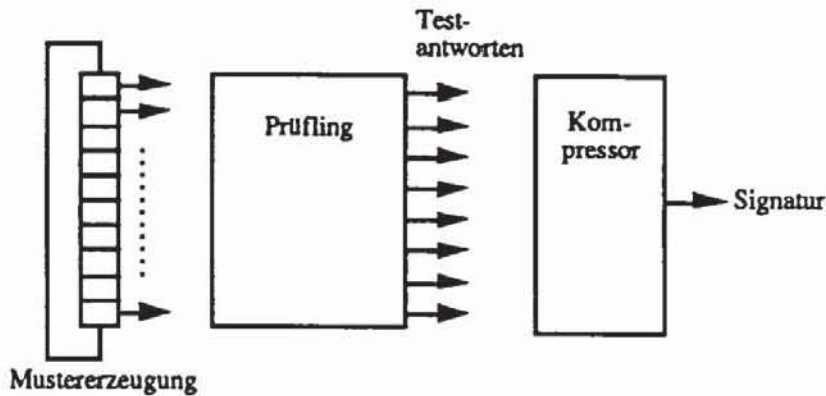 Test-
antworten
Prüfling
Kom-
pressor
Signatur
Mustererzeugung